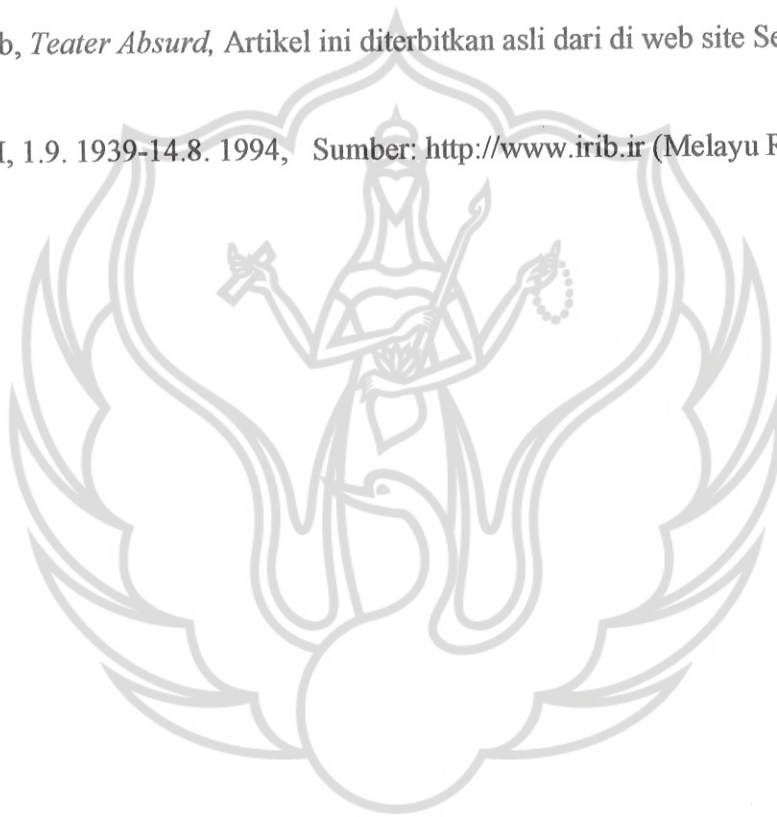 b, Teater Absurd, Artikel ini diterbitkan asli dari di web site Se
I, 1.9. 1939-14.8. 1994, Sumber: http://www.irib.ir (Melayu R